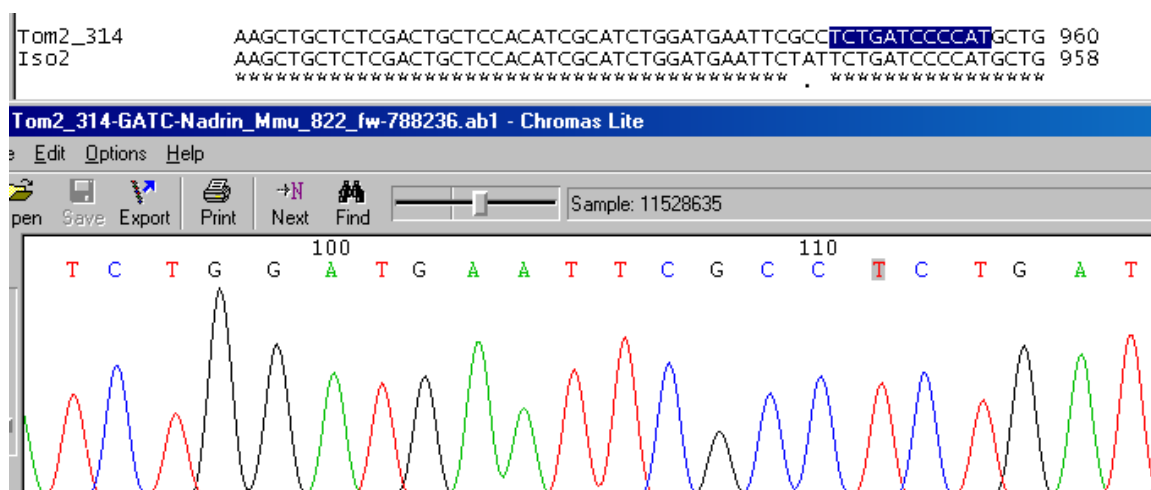 Tom2_314 AAGCTGCTCTCGACTGCTCCACATCGCATCTGGATGAATTCGCCTCTGATCCCCATGCTG 960
Iso2 AAGCTGCTCTCGACTGCTCCACATCGCATCTGGATGAATTCTATTCTGATCCCCATGCTG 958
***************************************** . ****************
Tom2_314-GATC-Nadrin_Mmu_822_fw-788236.ab1 - Chromas Lite
Edit Options Help
pen Save Export Print Next Find Sample: 11528635
100 110
T C T G G A T G A A T T C G C C T C T G A T